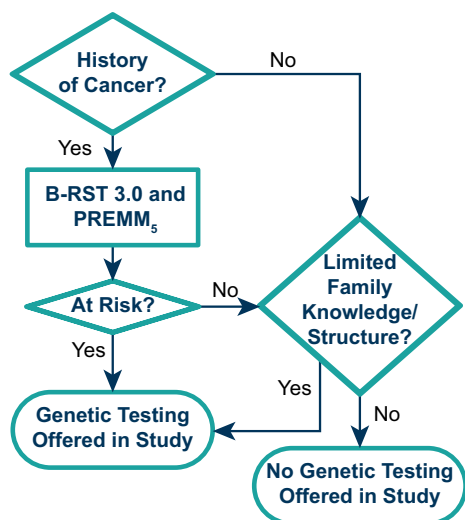 History
of Cancer?
No
Yes
B-RST 3.0 and
PREMM₅
At Risk?
No
Limited
Family
Knowledge/
Structure?
Yes
Yes
Genetic Testing
Offered in Study
No
No Genetic Testing
Offered in Study